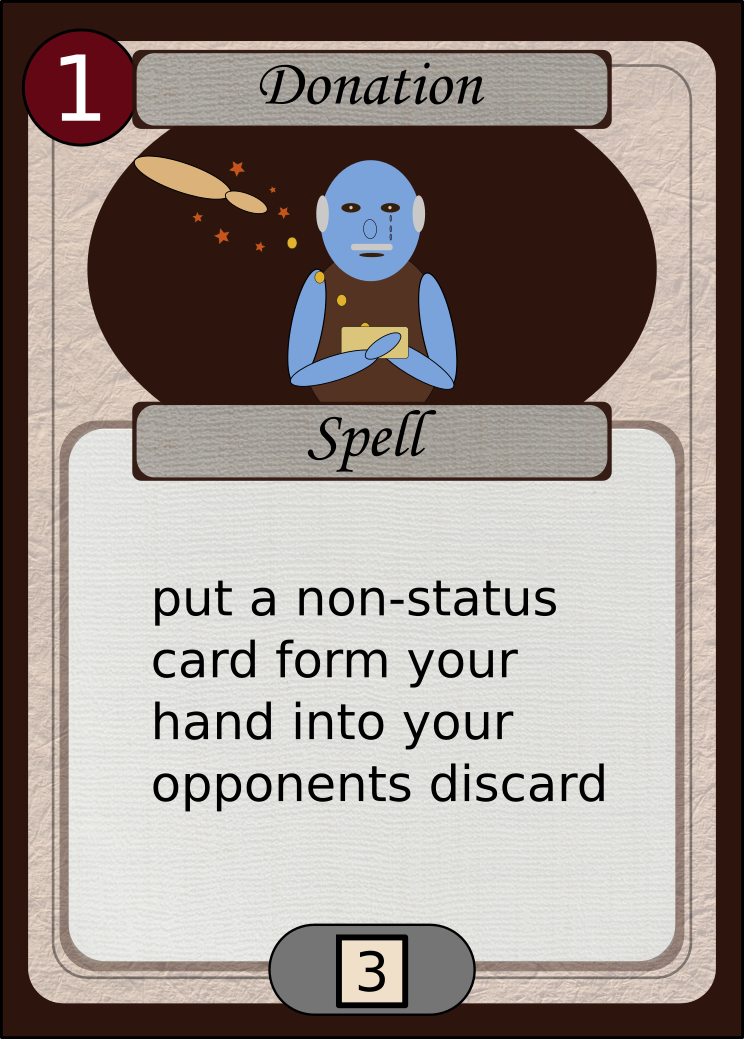 1
Donation
Spell
put a non-status
card form your
hand into your
opponents discard
3